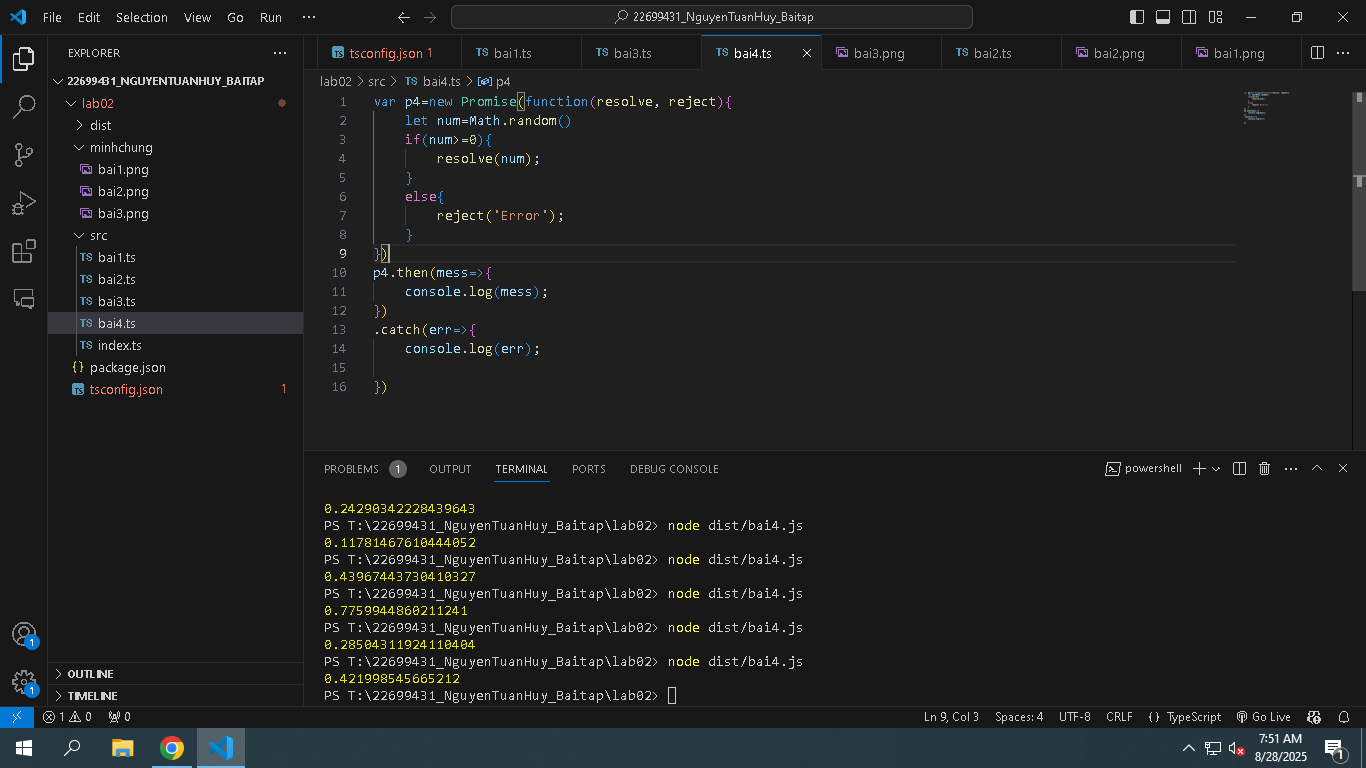 File Edit Selection View Go Run ··· 22699431_NguyenTuanHuy_Baitap
EXPLORER ···
22699431_NGUYENTUANHUY_BAITAP
lab02
dist
minhchung
bai1.png
bai2.png
bai3.png
src
TS bai1.ts
TS bai2.ts
TS bai3.ts
TS bai4.ts
TS index.ts
{} package.json
TS tsconfig.json 1
OUTLINE
TIMELINE
TS tsconfig.json 1 TS bai1.ts TS bai3.ts TS bai4.ts bai3.png TS bai2.ts bai2.png bai1.png ···
lab02 > src > TS bai4.ts > p4
1 var p4=new Promise(function(resolve, reject){
2 let num=Math.random()
3 if(num>=0){
4 resolve(num);
5 }
6 else{
7 reject('Error');
8 }
9 })
10 p4.then(mess=>{
11 console.log(mess);
12 })
13 .catch(err=>{
14 console.log(err);
15
16 })
PROBLEMS 1 OUTPUT TERMINAL PORTS DEBUG CONSOLE powershell ···
0.24290342228439643
PS T:\22699431_NguyenTuanHuy_Baitap\lab02> node dist/bai4.js
0.11781467610444052
PS T:\22699431_NguyenTuanHuy_Baitap\lab02> node dist/bai4.js
0.43967443730410327
PS T:\22699431_NguyenTuanHuy_Baitap\lab02> node dist/bai4.js
0.7759944860211241
PS T:\22699431_NguyenTuanHuy_Baitap\lab02> node dist/bai4.js
0.28504311924110404
PS T:\22699431_NguyenTuanHuy_Baitap\lab02> node dist/bai4.js
0.421998545665212
PS T:\22699431_NguyenTuanHuy_Baitap\lab02>
1
1
1 0 0 Ln 9, Col 3 Spaces: 4 UTF-8 CRLF {} TypeScript Go Live
7:51 AM
8/28/2025
1